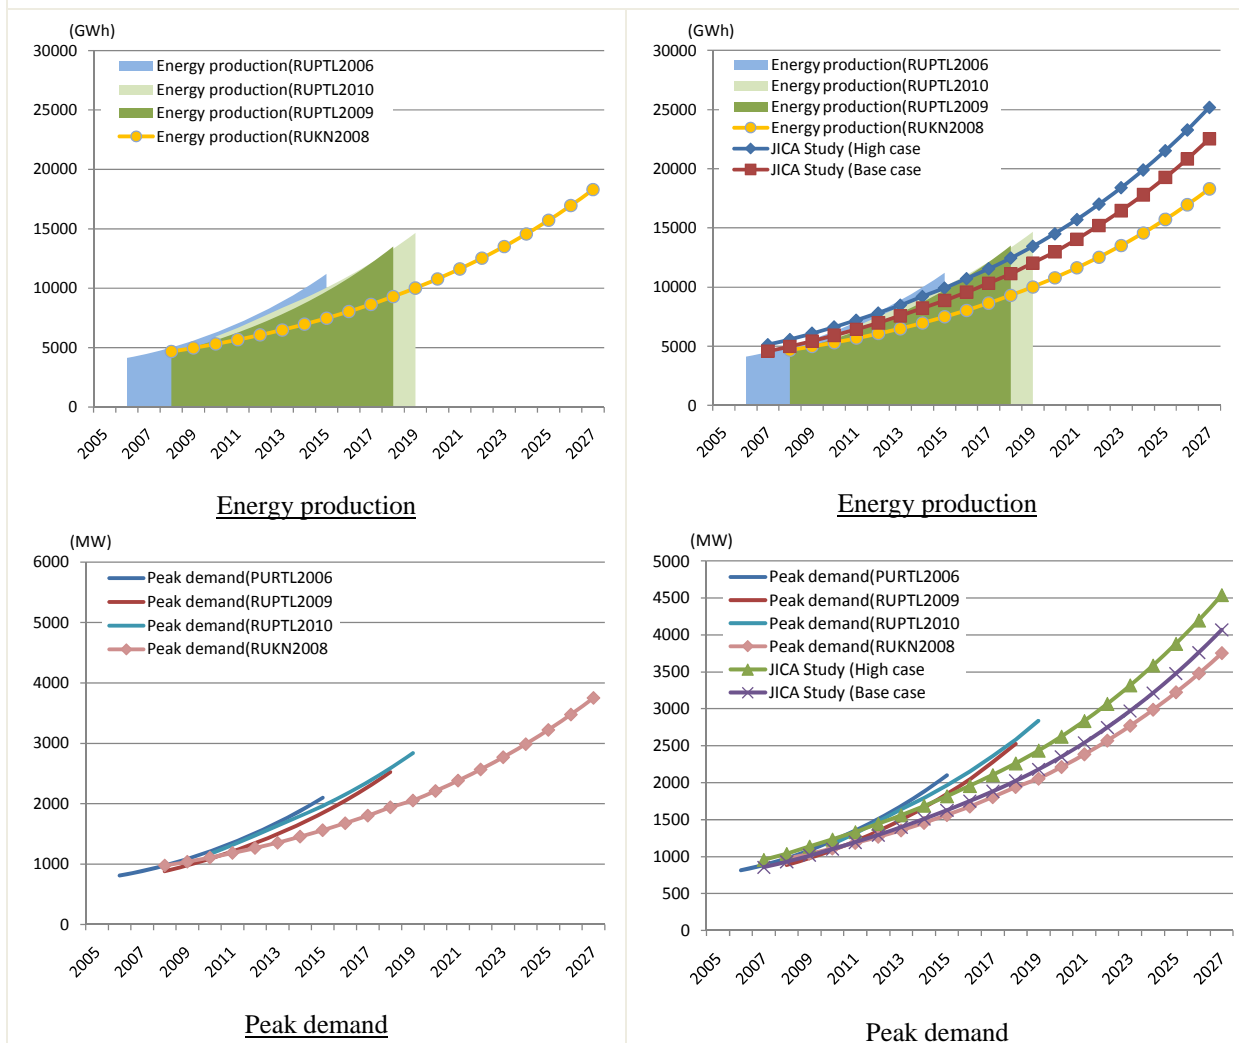 (GWh)
30000
25000
20000
15000
10000
5000
0
Energy production(RUPTL2006
Energy production(RUPTL2010
Energy production(RUPTL2009
Energy production(RUKN2008
2005
2007
2009
2011
2013
2015
2017
2019
2021
2023
2025
2027
Energy production
(GWh)
30000
25000
20000
15000
10000
5000
0
Energy production(RUPTL2006
Energy production(RUPTL2010
Energy production(RUPTL2009
Energy production(RUKN2008
JICA Study (High case
JICA Study (Base case
2005
2007
2009
2011
2013
2015
2017
2019
2021
2023
2025
2027
Energy production
(MW)
6000
5000
4000
3000
2000
1000
0
Peak demand(PURTL2006
Peak demand(RUPTL2009
Peak demand(RUPTL2010
Peak demand(RUKN2008
2005
2007
2009
2011
2013
2015
2017
2019
2021
2023
2025
2027
Peak demand
(MW)
5000
4500
4000
3500
3000
2500
2000
1500
1000
500
0
Peak demand(PURTL2006
Peak demand(RUPTL2009
Peak demand(RUPTL2010
Peak demand(RUKN2008
JICA Study (High case
JICA Study (Base case
2005
2007
2009
2011
2013
2015
2017
2019
2021
2023
2025
2027
Peak demand